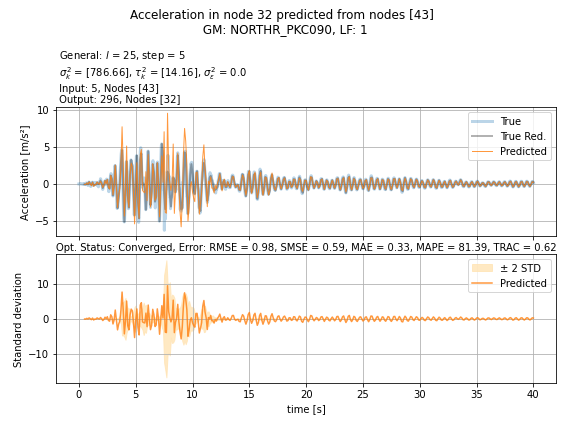 Acceleration in node 32 predicted from nodes [43]
GM: NORTHR_PKC090, LF: 1
General: l = 25, step = 5
σ²ₖ = [786.66], τ²ₖ = [14.16], σ²ε = 0.0
Input: 5, Nodes [43]
Output: 296, Nodes [32]
Acceleration [m/s²]
10
5
0
−5
True
True Red.
Predicted
Opt. Status: Converged, Error: RMSE = 0.98, SMSE = 0.59, MAE = 0.33, MAPE = 81.39, TRAC = 0.62
Standard deviation
10
0
−10
± 2 STD
Predicted
0 5 10 15 20 25 30 35 40
time [s]